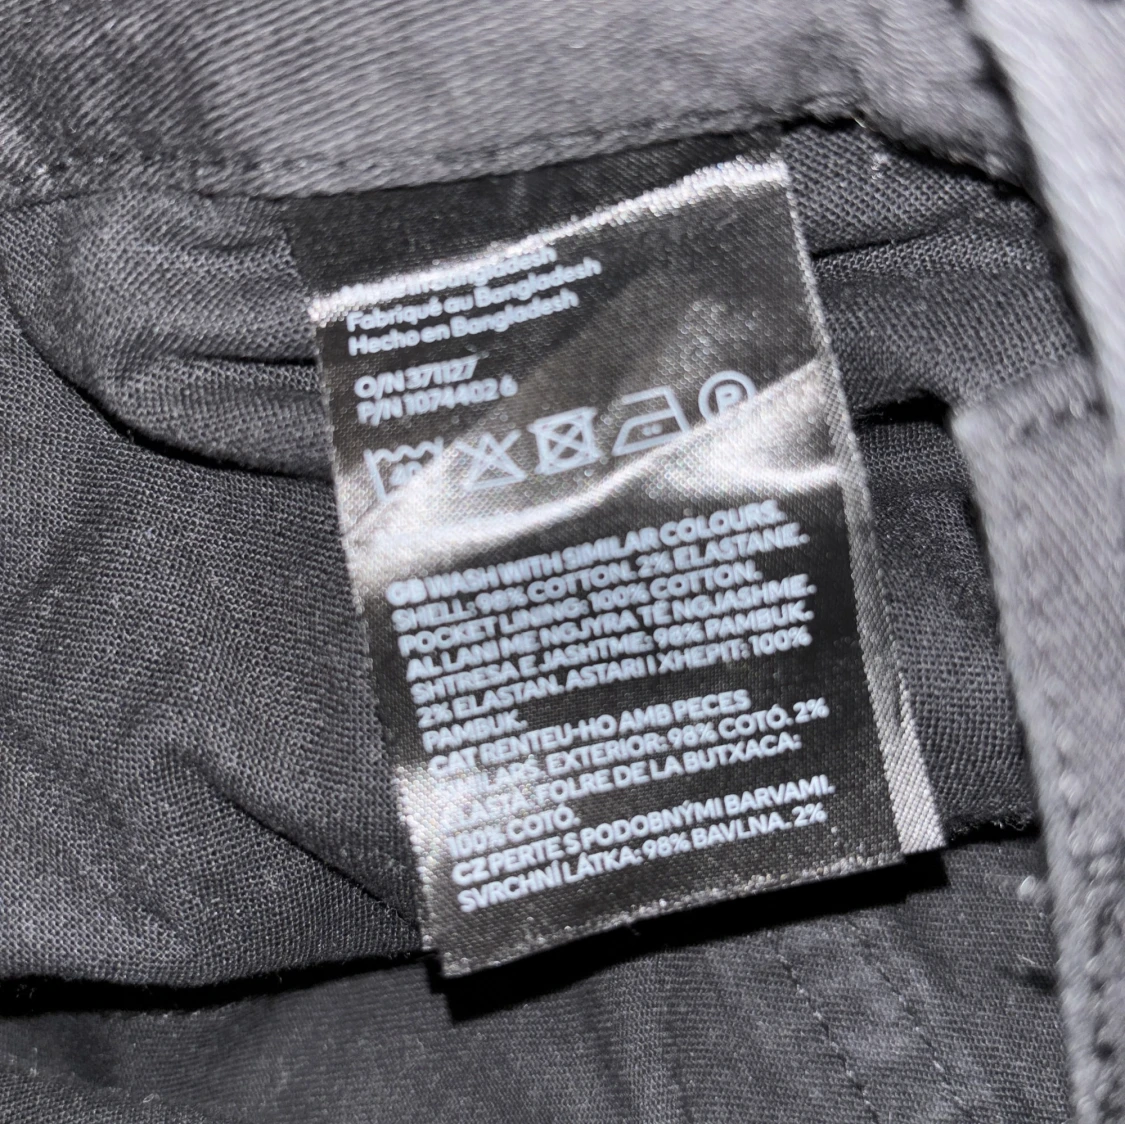 Made in Bangladesh
Fabriqué au Bangladesh
Hecho en Bangladesh
O/N 371127
P/N 1074402 6
40
P
GB WASH WITH SIMILAR COLOURS.
SHELL: 98% COTTON. 2% ELASTANE.
POCKET LINING: 100% COTTON.
AL LANI ME NGJYRA TË NGJASHME.
SHTRESA E JASHTME: 98% PAMBUK.
2% ELASTAN. ASTARI I XHEPIT: 100%
PAMBUK.
CAT RENTEU-HO AMB PECES
SIMILARS. EXTERIOR: 98% COTÓ. 2%
ELASTÀ. FOLRE DE LA BUTXACA:
100% COTÓ.
CZ PERTE S PODOBNÝMI BARVAMI.
SVRCHNÍ LÁTKA: 98% BAVLNA. 2%